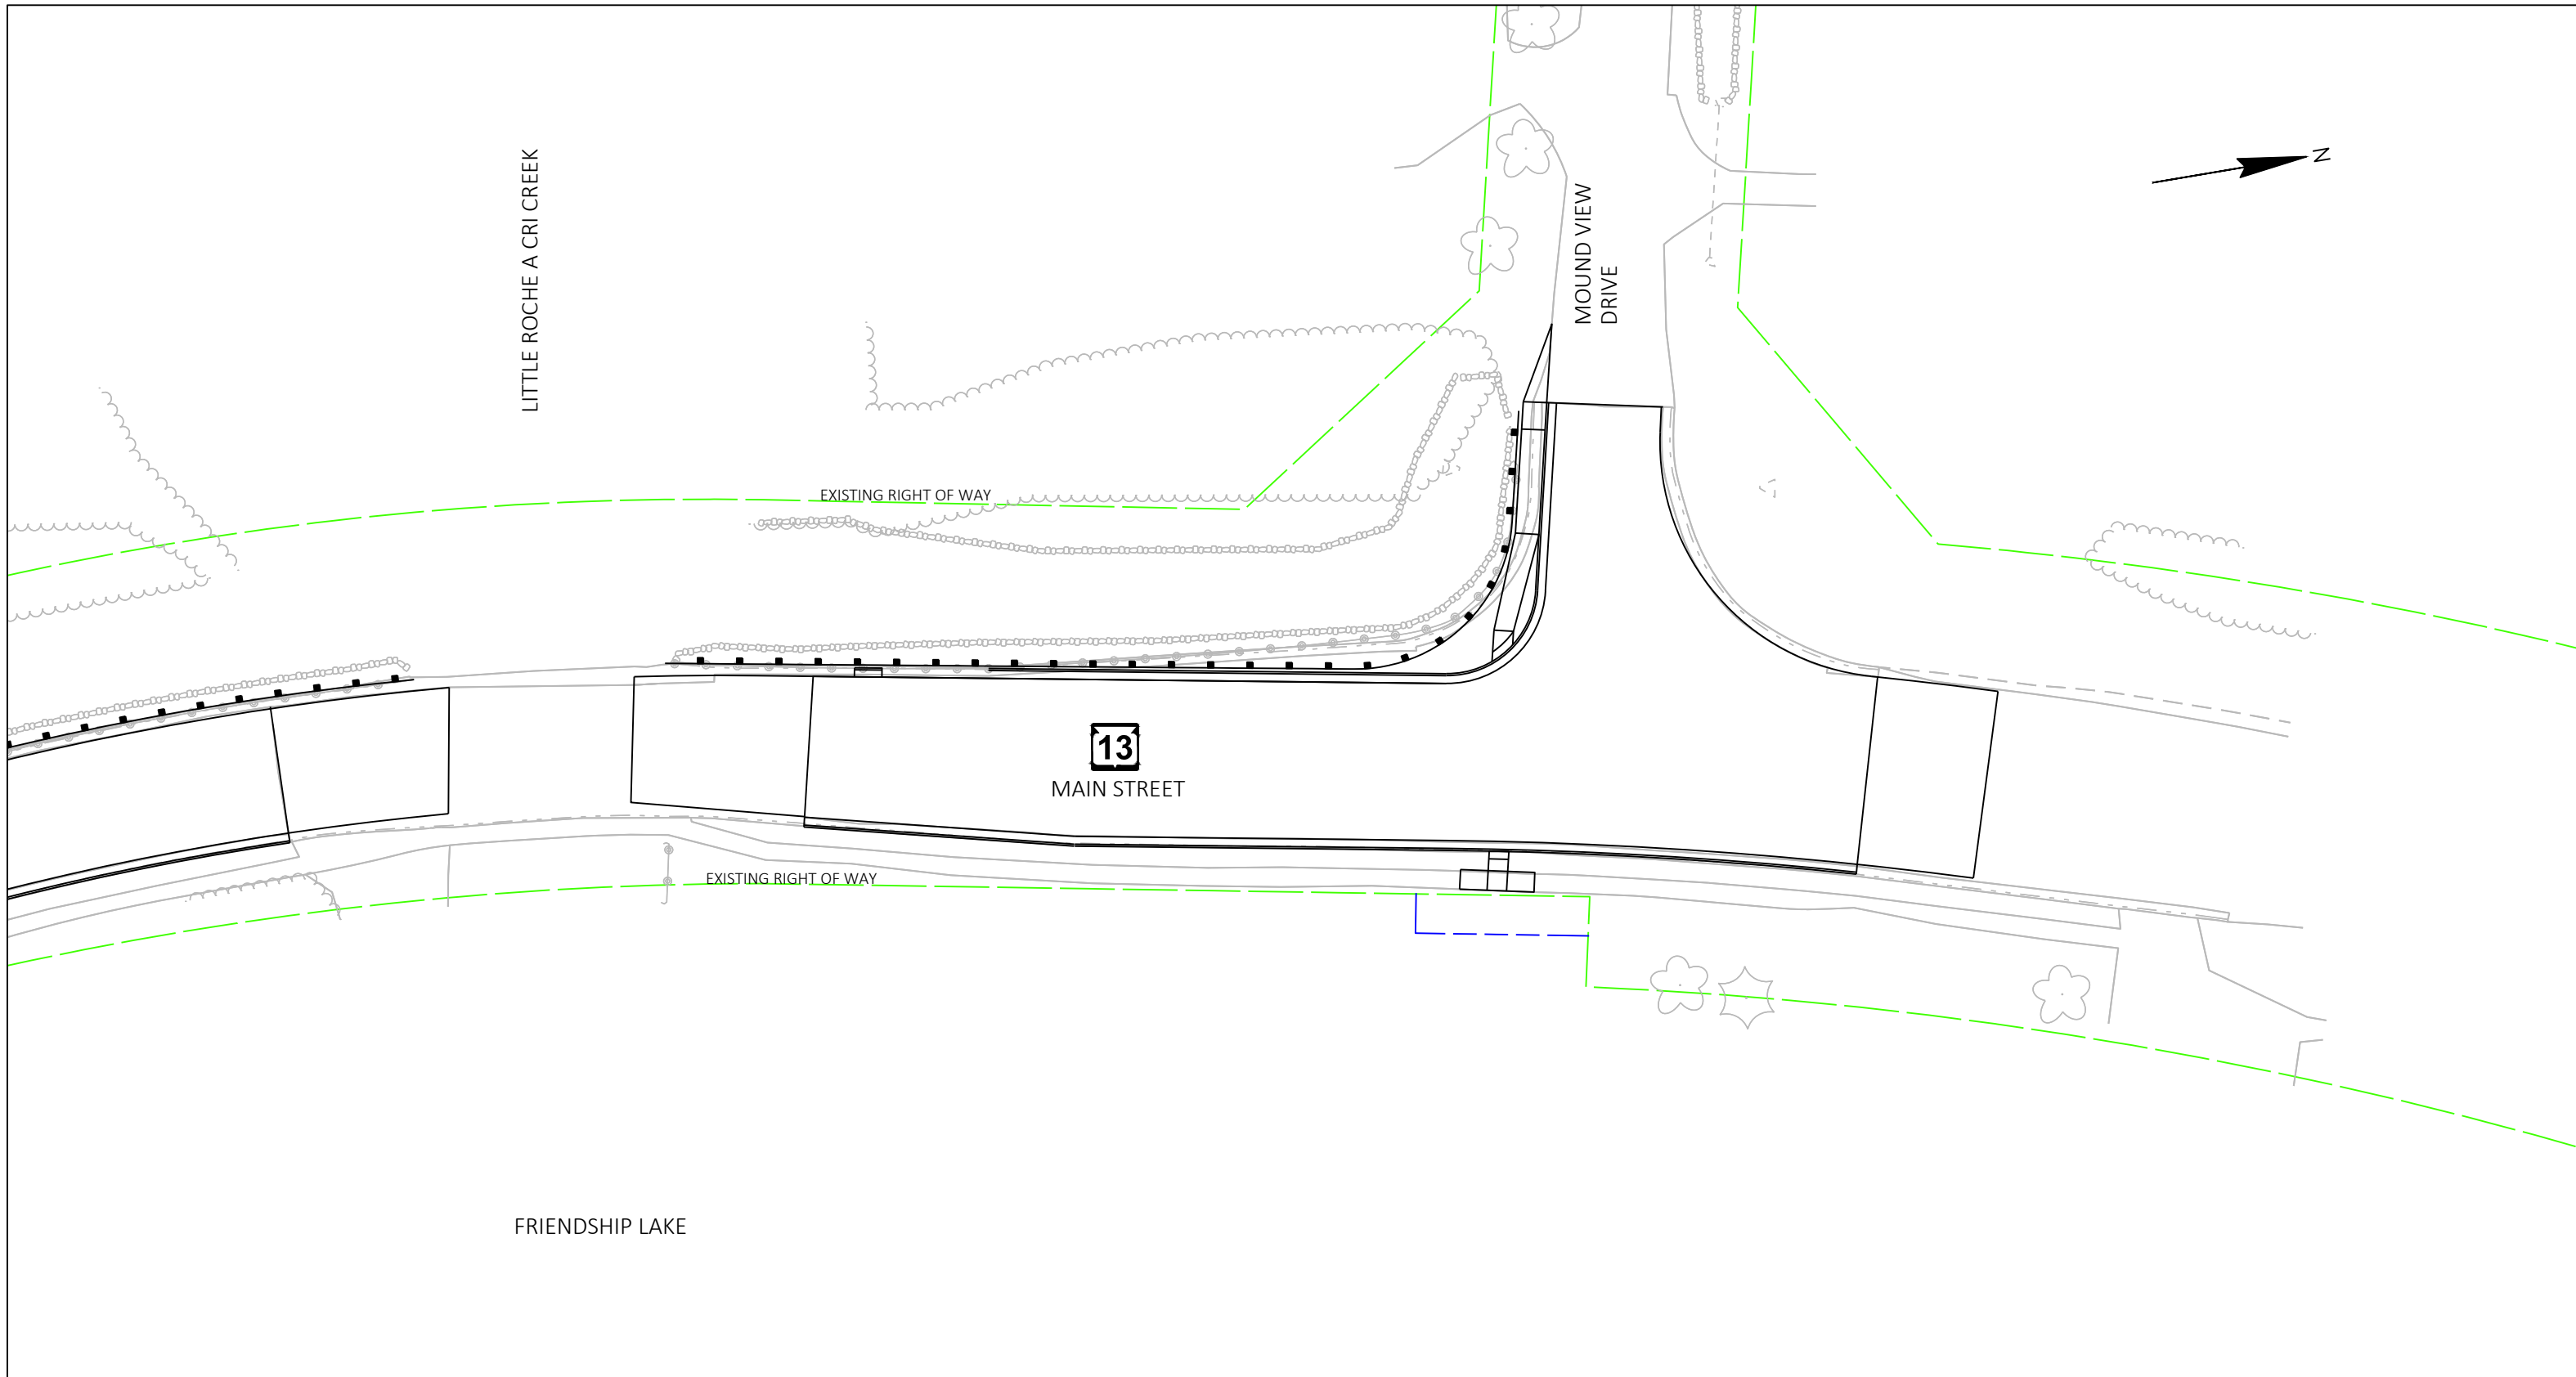 LITTLE ROCHE A CRI CREEK
MOUND VIEW
DRIVE
N
EXISTING RIGHT OF WAY
13
MAIN STREET
EXISTING RIGHT OF WAY
FRIENDSHIP LAKE